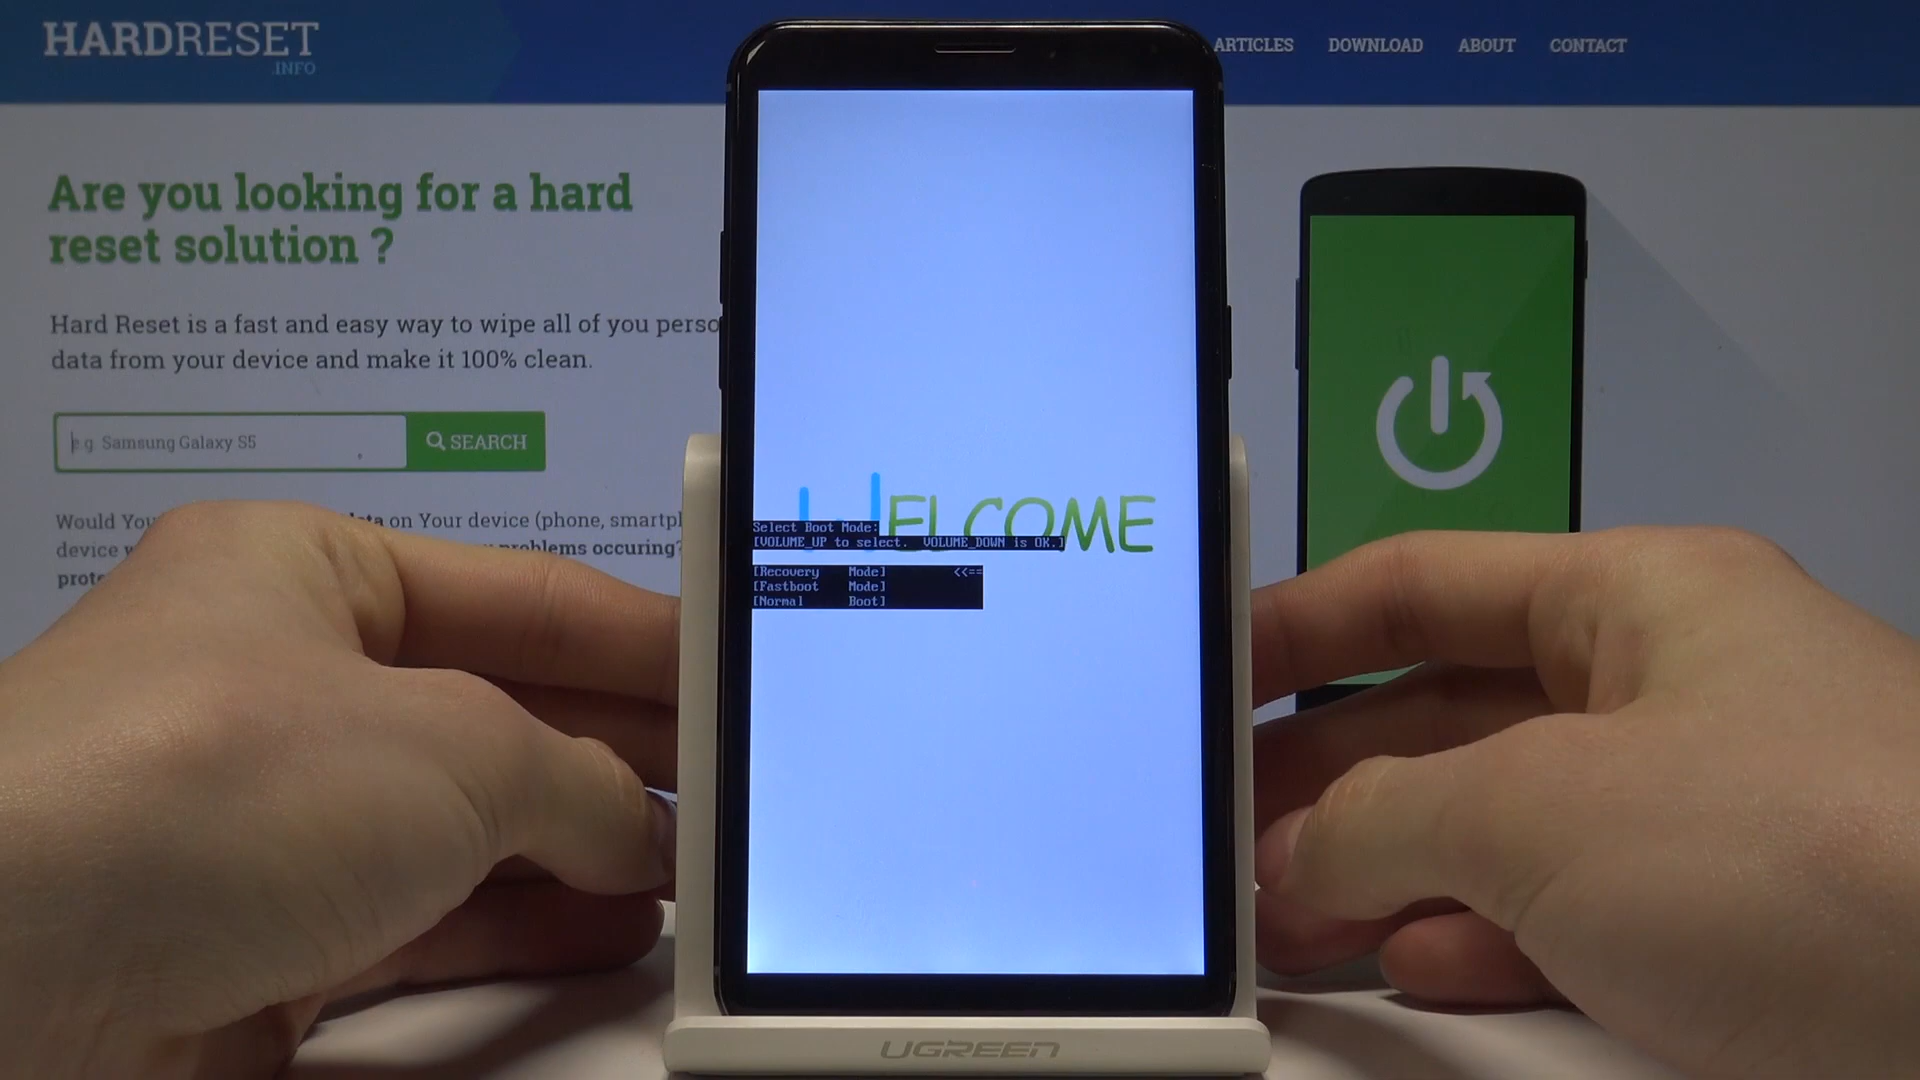 HARDRESET
.INFO
ARTICLES DOWNLOAD ABOUT CONTACT
Are you looking for a hard
reset solution ?
Hard Reset is a fast and easy way to wipe all of you perso
data from your device and make it 100% clean.
e.g. Samsung Galaxy S5
SEARCH
Would You data on Your device (phone, smartpl
device problems occuring?
prote
WELCOME
Select Boot Mode:
[VOLUME_UP to select. VOLUME_DOWN is OK.]
[Recovery Mode] <<==
[Fastboot Mode]
[Normal Boot]
UGREEN